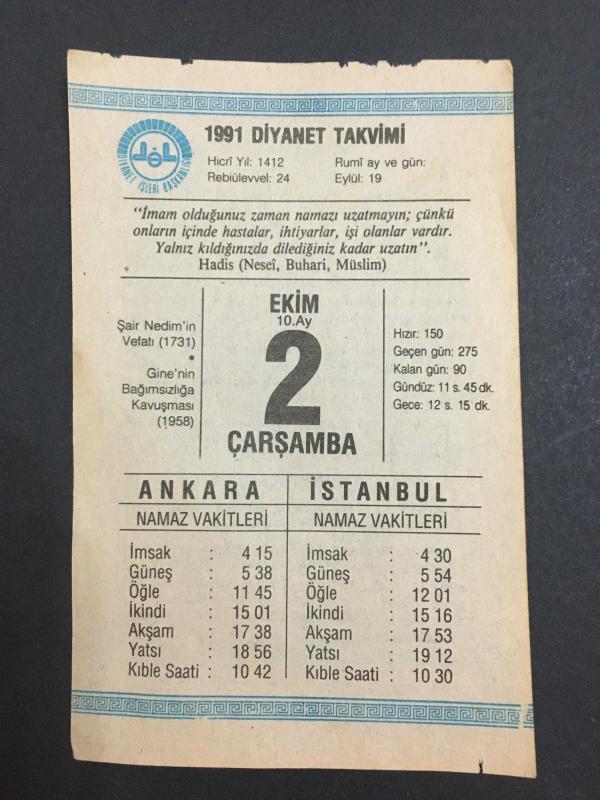 1991 DİYANET TAKVİMİ
Hicrî Yıl: 1412
Rebiülevvel: 24
Rumî ay ve gün:
Eylül: 19
DİYANET İŞLERİ BAŞKANLIĞI
"İmam olduğunuz zaman namazı uzatmayın; çünkü
onların içinde hastalar, ihtiyarlar, işi olanlar vardır.
Yalnız kıldığınızda dilediğiniz kadar uzatın".
Hadis (Neseî, Buhari, Müslim)
Şair Nedim'in
Vefatı (1731)
•
Gine'nin
Bağımsızlığa
Kavuşması
(1958)
EKİM
10.Ay
2
ÇARŞAMBA
Hızır: 150
Geçen gün: 275
Kalan gün: 90
Gündüz: 11 s. 45 dk.
Gece: 12 s. 15 dk.
ANKARA
NAMAZ VAKİTLERİ
İmsak : 4 15
Güneş : 5 38
Öğle : 11 45
İkindi : 15 01
Akşam : 17 38
Yatsı : 18 56
Kıble Saati : 10 42
İSTANBUL
NAMAZ VAKİTLERİ
İmsak : 4 30
Güneş : 5 54
Öğle : 12 01
İkindi : 15 16
Akşam : 17 53
Yatsı : 19 12
Kıble Saati : 10 30